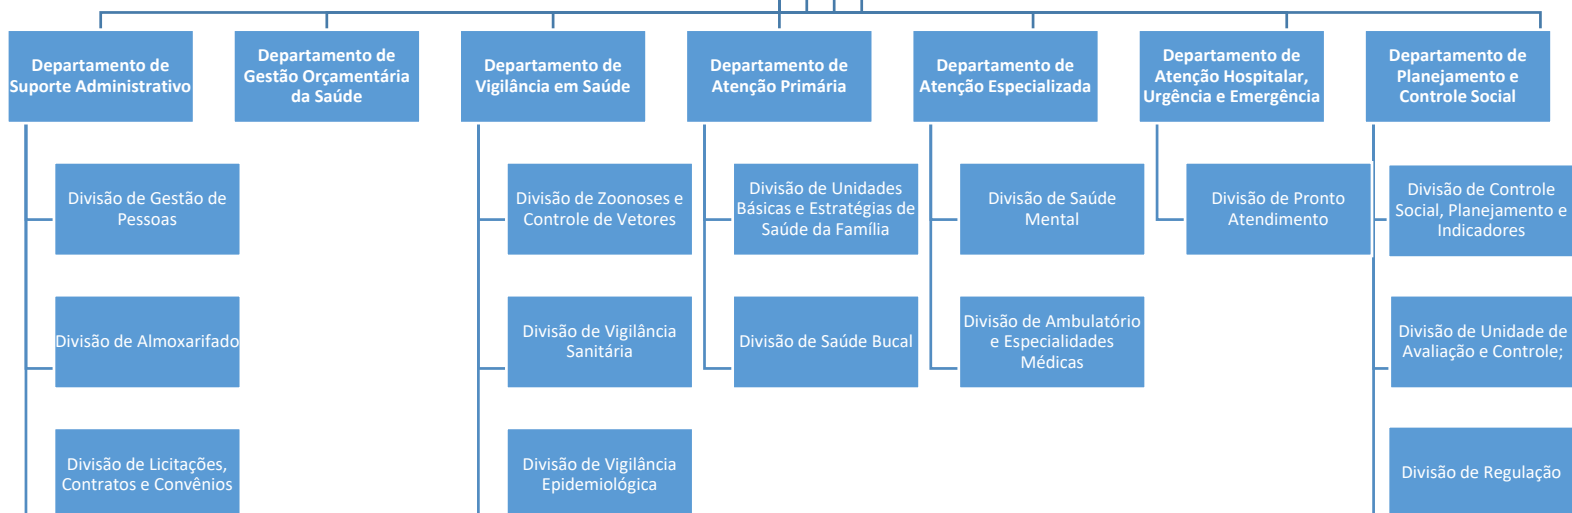 Departamento de
Suporte Administrativo
Departamento de
Gestão Orçamentária
da Saúde
Departamento de
Vigilância em Saúde
Departamento de
Atenção Primária
Departamento de
Atenção Especializada
Departamento de
Atenção Hospitalar,
Urgência e Emergência
Departamento de
Planejamento e
Controle Social
Divisão de Gestão de
Pessoas
Divisão de Zoonoses e
Controle de Vetores
Divisão de Unidades
Básicas e Estratégias de
Saúde da Família
Divisão de Saúde
Mental
Divisão de Pronto
Atendimento
Divisão de Controle
Social, Planejamento e
Indicadores
Divisão de Almoxarifado
Divisão de Vigilância
Sanitária
Divisão de Saúde Bucal
Divisão de Ambulatório
e Especialidades
Médicas
Divisão de Unidade de
Avaliação e Controle;
Divisão de Licitações,
Contratos e Convênios
Divisão de Vigilância
Epidemiológica
Divisão de Regulação